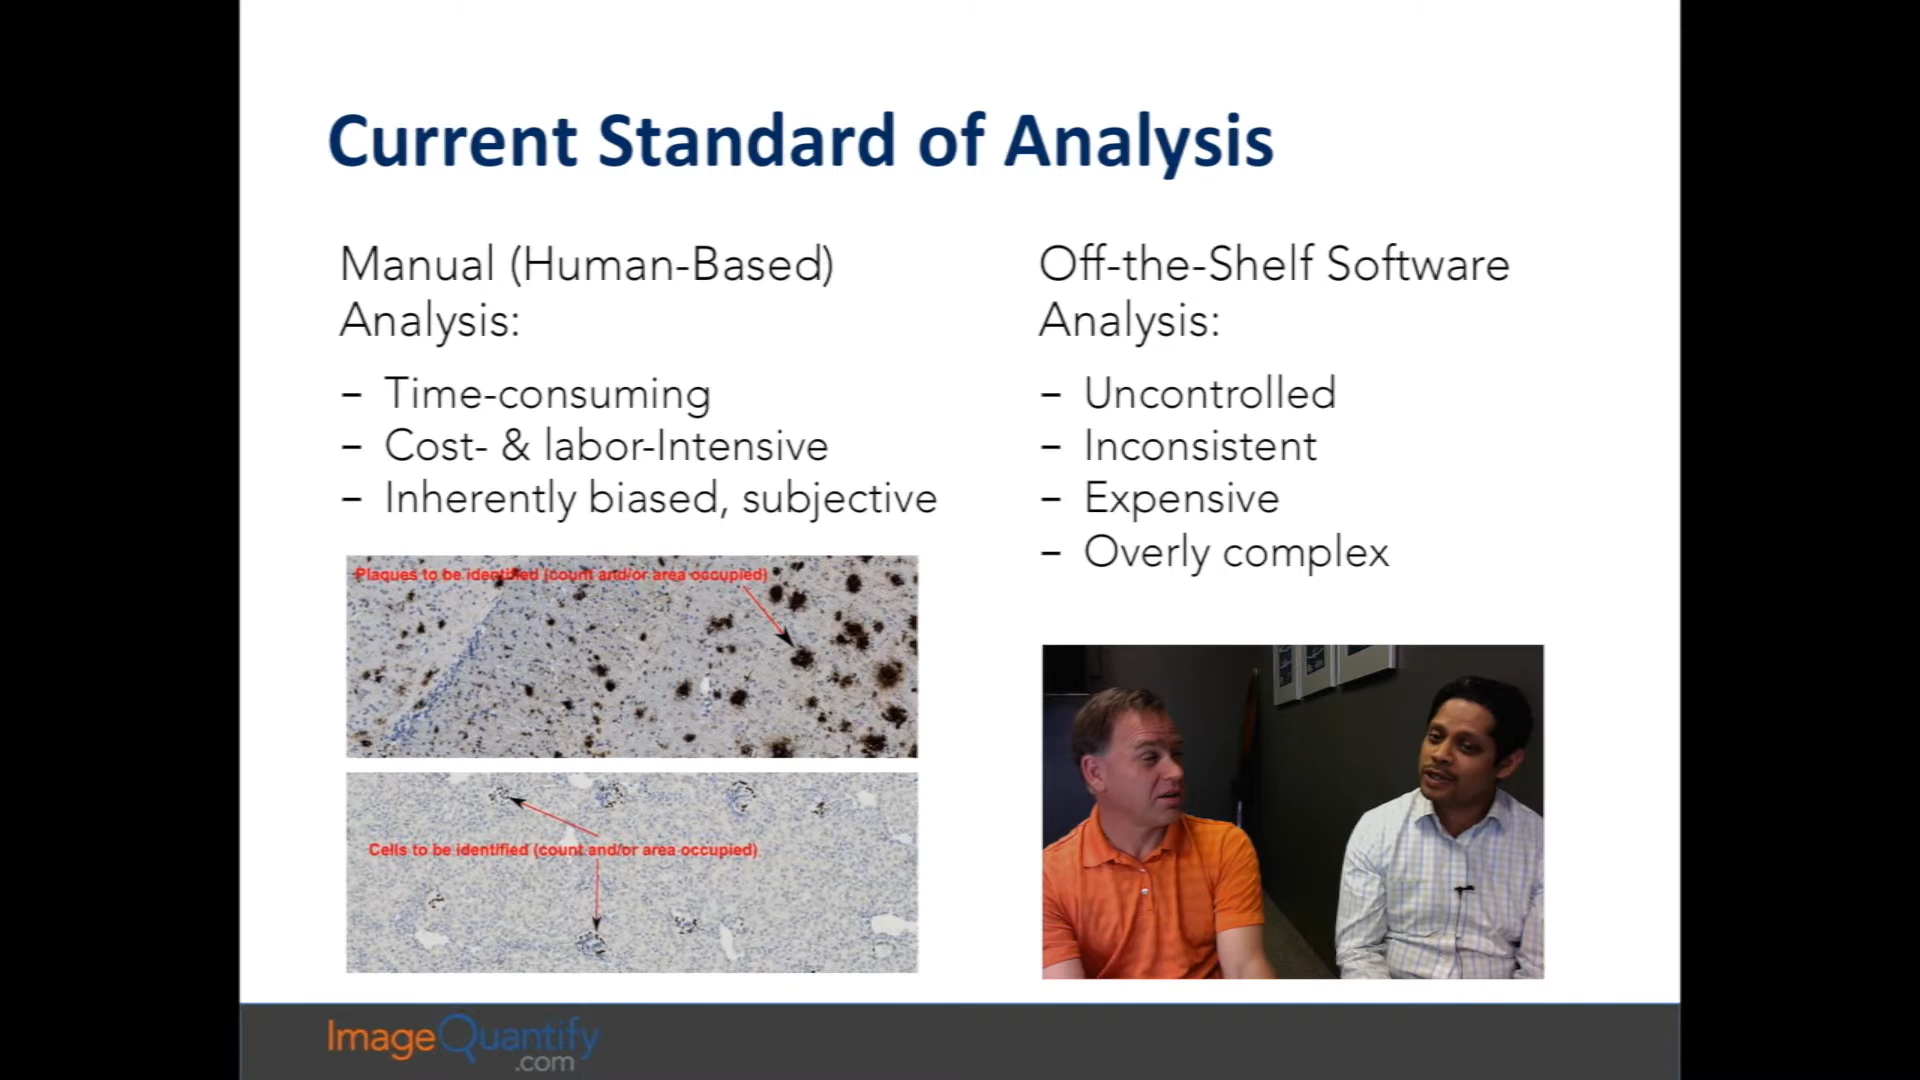 Current Standard of Analysis
Manual (Human-Based)
Analysis:
– Time-consuming
– Cost- & labor-Intensive
– Inherently biased, subjective
Plaques to be identified (count and/or area occupied)
Cells to be identified (count and/or area occupied)
Off-the-Shelf Software
Analysis:
– Uncontrolled
– Inconsistent
– Expensive
– Overly complex
ImageQuantify
.com